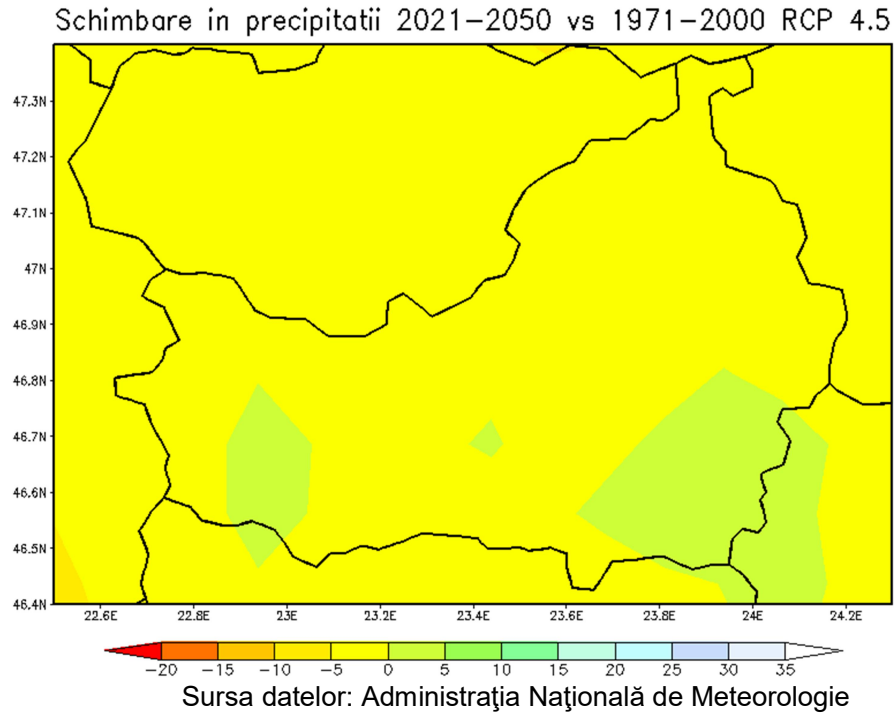 Schimbare in precipitatii 2021−2050 vs 1971−2000 RCP 4.5
47.3N
47.2N
47.1N
47N
46.9N
46.8N
46.7N
46.6N
46.5N
46.4N
22.6E 22.8E 23E 23.2E 23.4E 23.6E 23.8E 24E 24.2E
−20 −15 −10 −5 0 5 10 15 20 25 30 35
Sursa datelor: Administraţia Naţională de Meteorologie